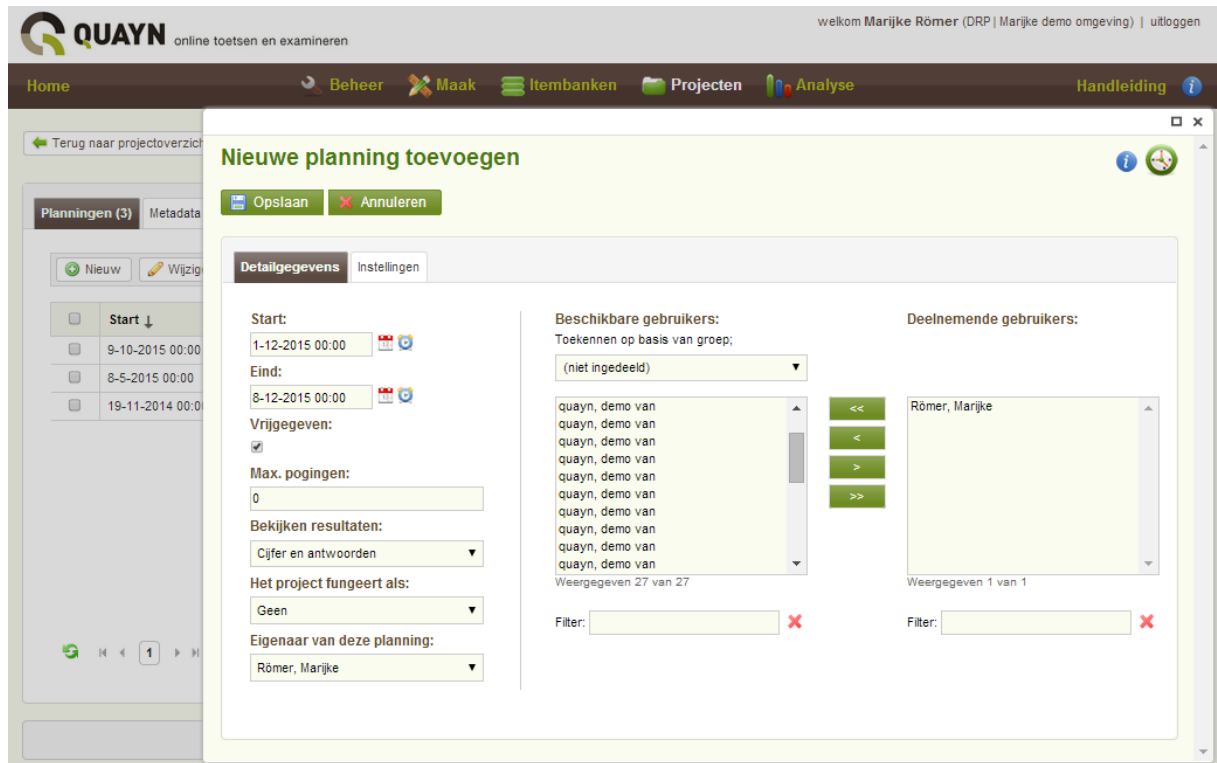 QUAYN online toetsen en examineren
welkom Marijke Römer (DRP | Marijke demo omgeving) | uitloggen
Home
Beheer
Maak
Itembanken
Projecten
Analyse
Handleiding
Terug naar projectoverzich
Planningen (3)
Metadata
Nieuw
Wijzig
Start ↓
9-10-2015 00:00
8-5-2015 00:00
19-11-2014 00:0
1
Nieuwe planning toevoegen
Opslaan
Annuleren
Detailgegevens
Instellingen
Start:
1-12-2015 00:00
Eind:
8-12-2015 00:00
Vrijgegeven:
Max. pogingen:
0
Bekijken resultaten:
Cijfer en antwoorden
Het project fungeert als:
Geen
Eigenaar van deze planning:
Römer, Marijke
Beschikbare gebruikers:
Toekennen op basis van groep;
(niet ingedeeld)
quayn, demo van
quayn, demo van
quayn, demo van
quayn, demo van
quayn, demo van
quayn, demo van
quayn, demo van
quayn, demo van
quayn, demo van
quayn, demo van
Weergegeven 27 van 27
Filter:
<<
<
>
>>
Deelnemende gebruikers:
Römer, Marijke
Weergegeven 1 van 1
Filter: